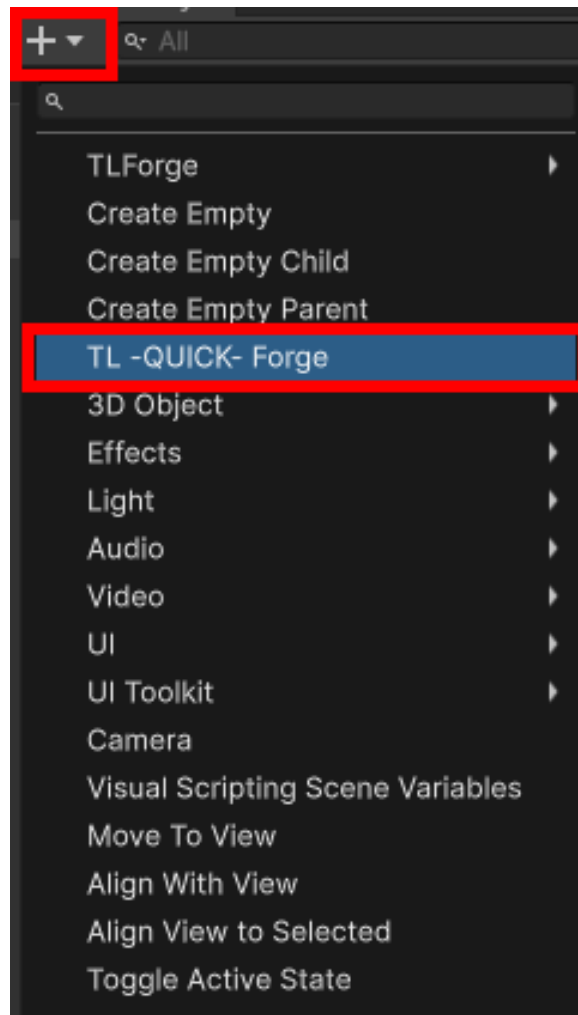 All
TLForge
Create Empty
Create Empty Child
Create Empty Parent
TL -QUICK- Forge
3D Object
Effects
Light
Audio
Video
UI
UI Toolkit
Camera
Visual Scripting Scene Variables
Move To View
Align With View
Align View to Selected
Toggle Active State